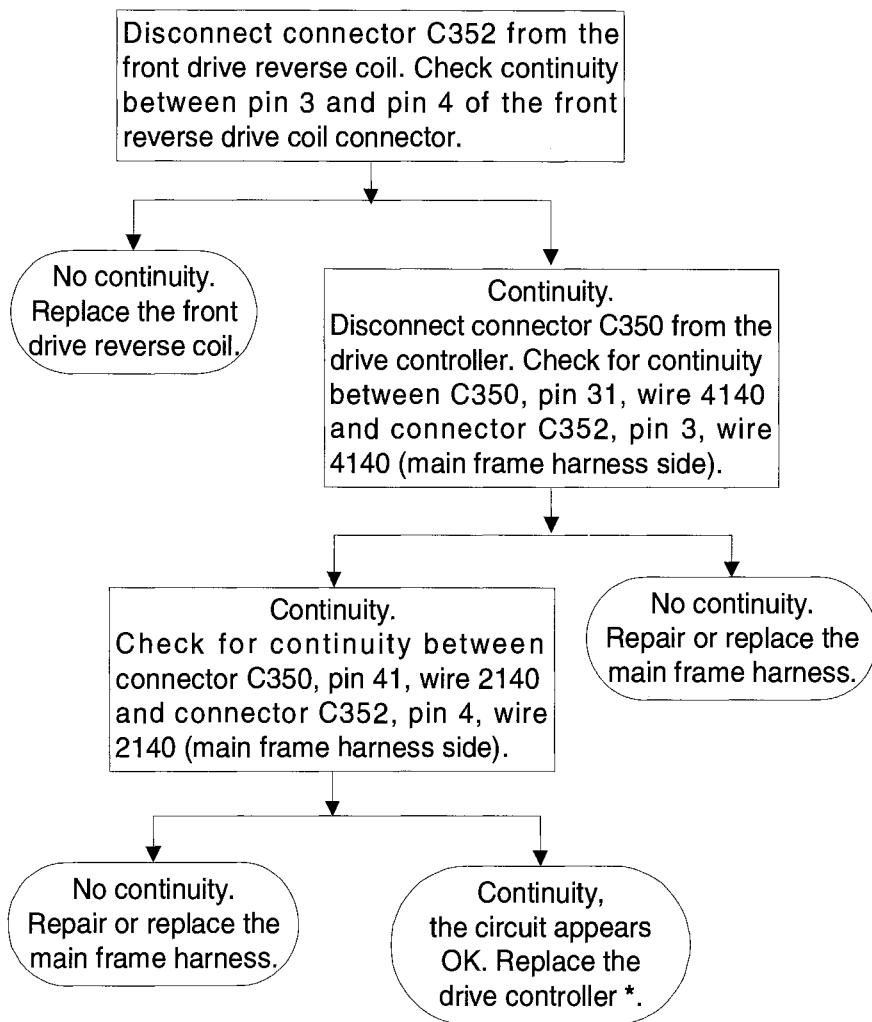 Disconnect connector C352 from the
front drive reverse coil. Check continuity
between pin 3 and pin 4 of the front
reverse drive coil connector.
No continuity.
Replace the front
drive reverse coil.
Continuity.
Disconnect connector C350 from the
drive controller. Check for continuity
between C350, pin 31, wire 4140
and connector C352, pin 3, wire
4140 (main frame harness side).
Continuity.
Check for continuity between
connector C350, pin 41, wire 2140
and connector C352, pin 4, wire
2140 (main frame harness side).
No continuity.
Repair or replace the
main frame harness.
No continuity.
Repair or replace the
main frame harness.
Continuity,
the circuit appears
OK. Replace the
drive controller *.